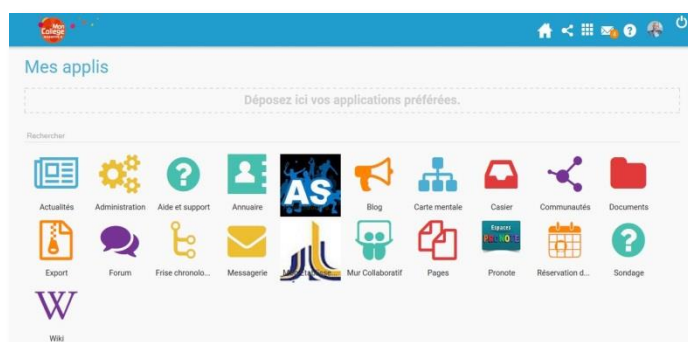 Mon
Collège
?
Mes applis
Déposez ici vos applications préférées.
Rechercher
AS
Actualités Administration Aide et support Annuaire Blog Carte mentale Casier Communautés Documents
Espaces
PRONOTE
Export Forum Frise chronolo... Messagerie Mur Collaboratif Pages Pronote Réservation d... Sondage
W
Wiki